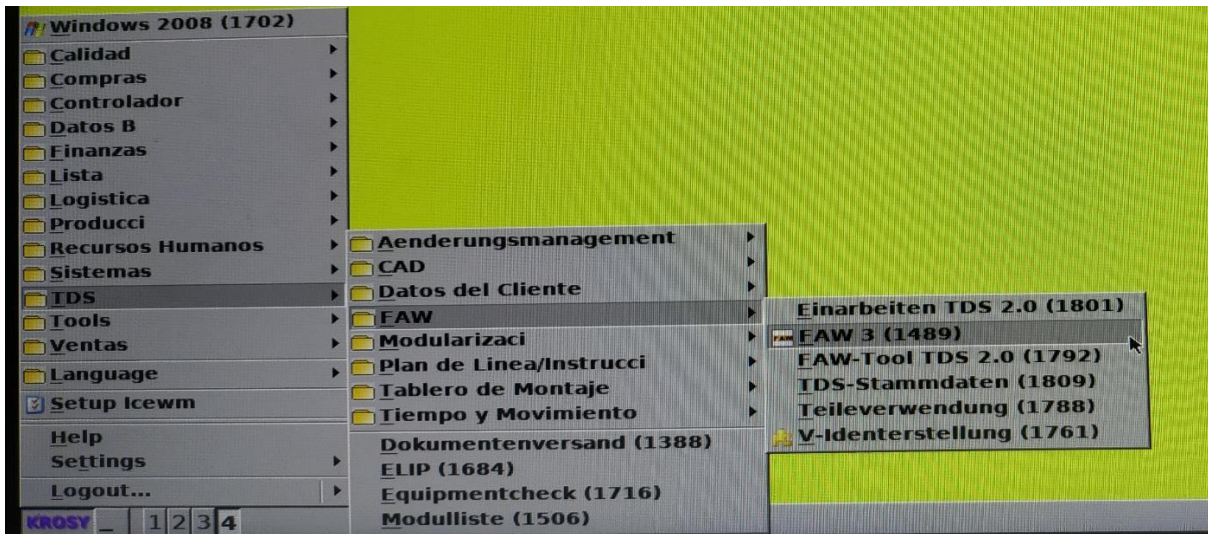 Windows 2008 (1702)
Calidad
Compras
Controlador
Datos B
Finanzas
Lista
Logistica
Producci
Recursos Humanos
Sistemas
TDS
Tools
Ventas
Language
Setup Icewm
Help
Settings
Logout...
KROSY _ 1 2 3 4
Aenderungsmanagement
CAD
Datos del Cliente
FAW
Modularizaci
Plan de Linea/Instrucci
Tablero de Montaje
Tiempo y Movimiento
Dokumentenversand (1388)
ELIP (1684)
Equipmentcheck (1716)
Modulliste (1506)
Einarbeiten TDS 2.0 (1801)
FAW FAW 3 (1489)
FAW-Tool TDS 2.0 (1792)
TDS-Stammdaten (1809)
Teileverwendung (1788)
V-Identerstellung (1761)